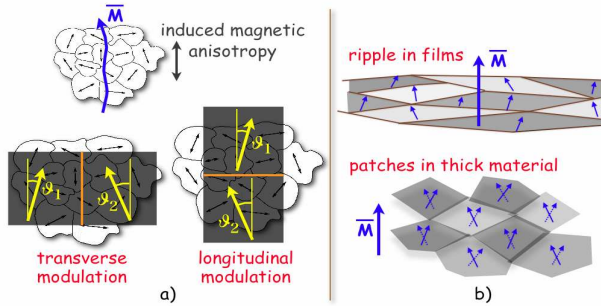 M
induced magnetic
anisotropy
ϑ1
ϑ2
transverse
modulation
ϑ1
ϑ2
longitudinal
modulation
a)
ripple in films
M
patches in thick material
M
b)